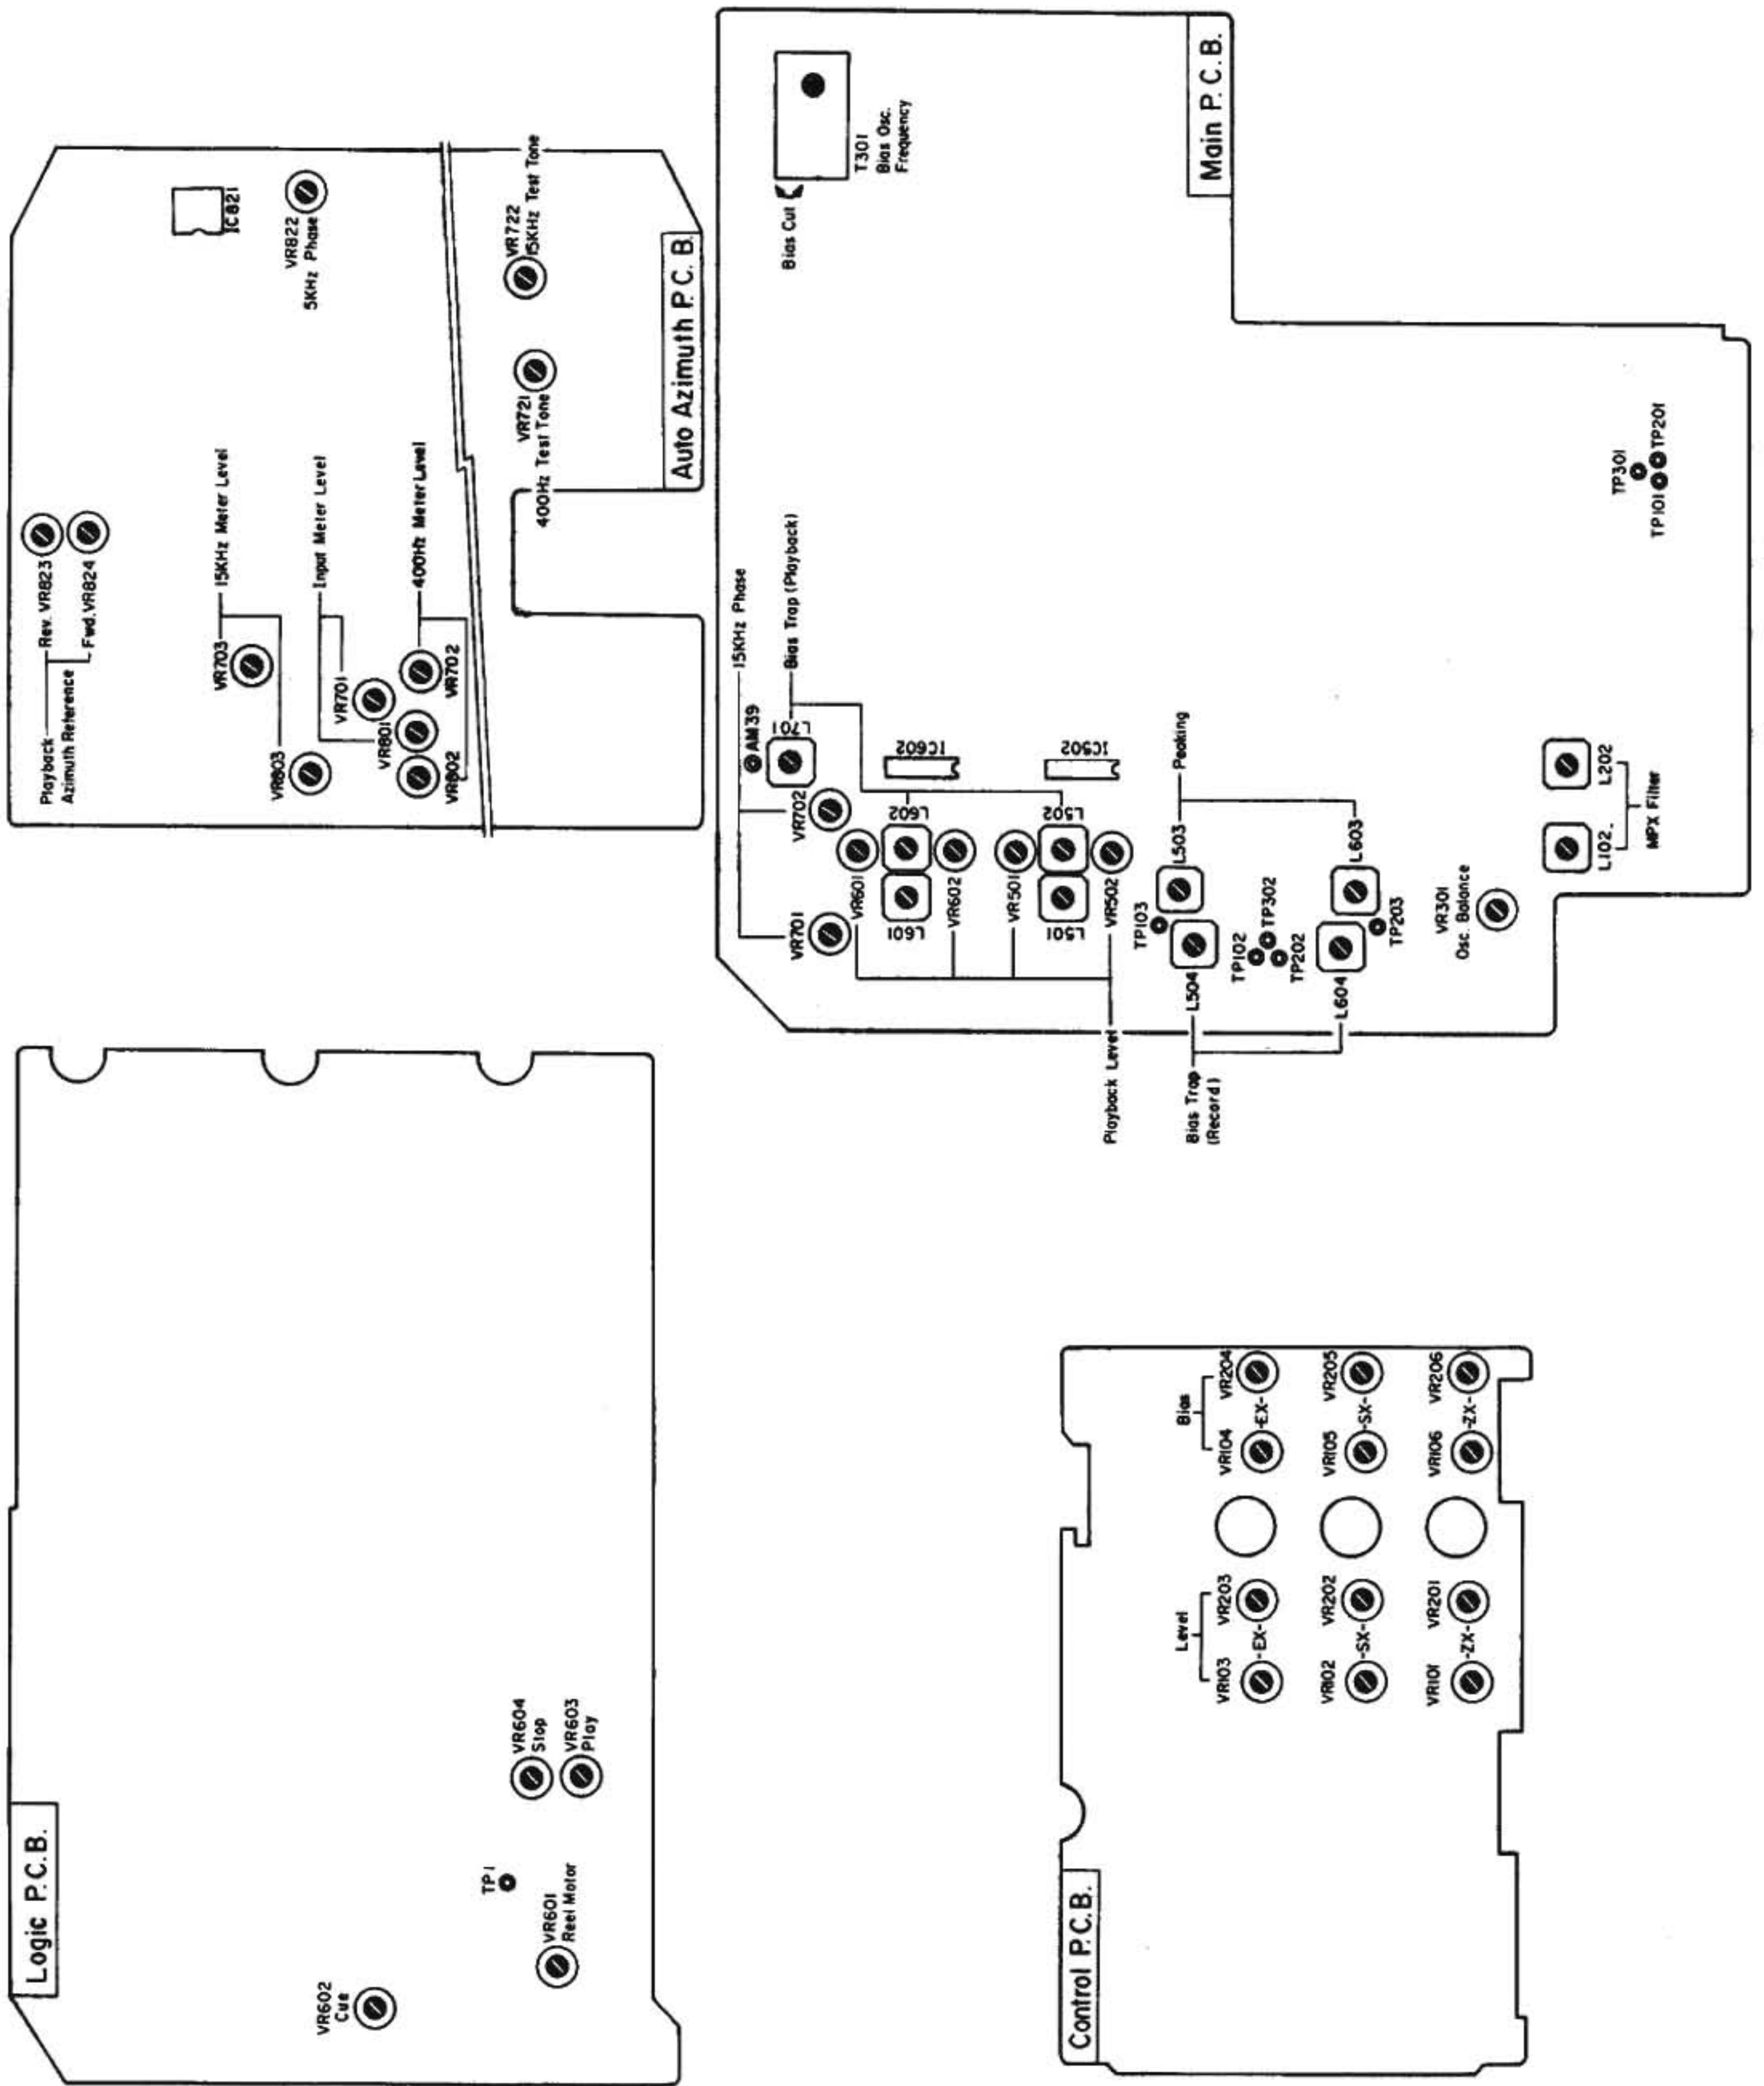 Logic P.C.B.
VR602
Cue
TP1
VR601
Reel Motor
VR604
Stop
VR603
Play
Playback
Azimuth Reference
Rev. VR823
Fwd. VR824
VR703
15KHz Meter Level
VR803
VR701
Input Meter Level
VR801
VR802
VR702
400Hz Meter Level
IC821
VR822
5KHz Phase
VR721
400Hz Test Tone
VR722
15KHz Test Tone
Auto Azimuth P.C.B.
Control P.C.B.
Level
VR103
VR203
-EX-
VR102
VR202
-SX-
VR101
VR201
-ZX-
Bias
VR104
VR204
-EX-
VR105
VR205
-SX-
VR106
VR206
-ZX-
Main P.C.B.
15KHz Phase
AM39
VR701
VR702
L701
Bias Trap (Playback)
VR601
L601
L602
IC602
VR602
VR501
L501
L502
IC502
VR502
Playback Level
TP103
L503
Peaking
L504
Bias Trap
(Record)
TP102
TP302
TP202
L604
L603
TP203
VR301
Osc. Balance
L102
L202
MPX Filter
Bias Cut
T301
Bias Osc.
Frequency
TP301
TP101
TP201